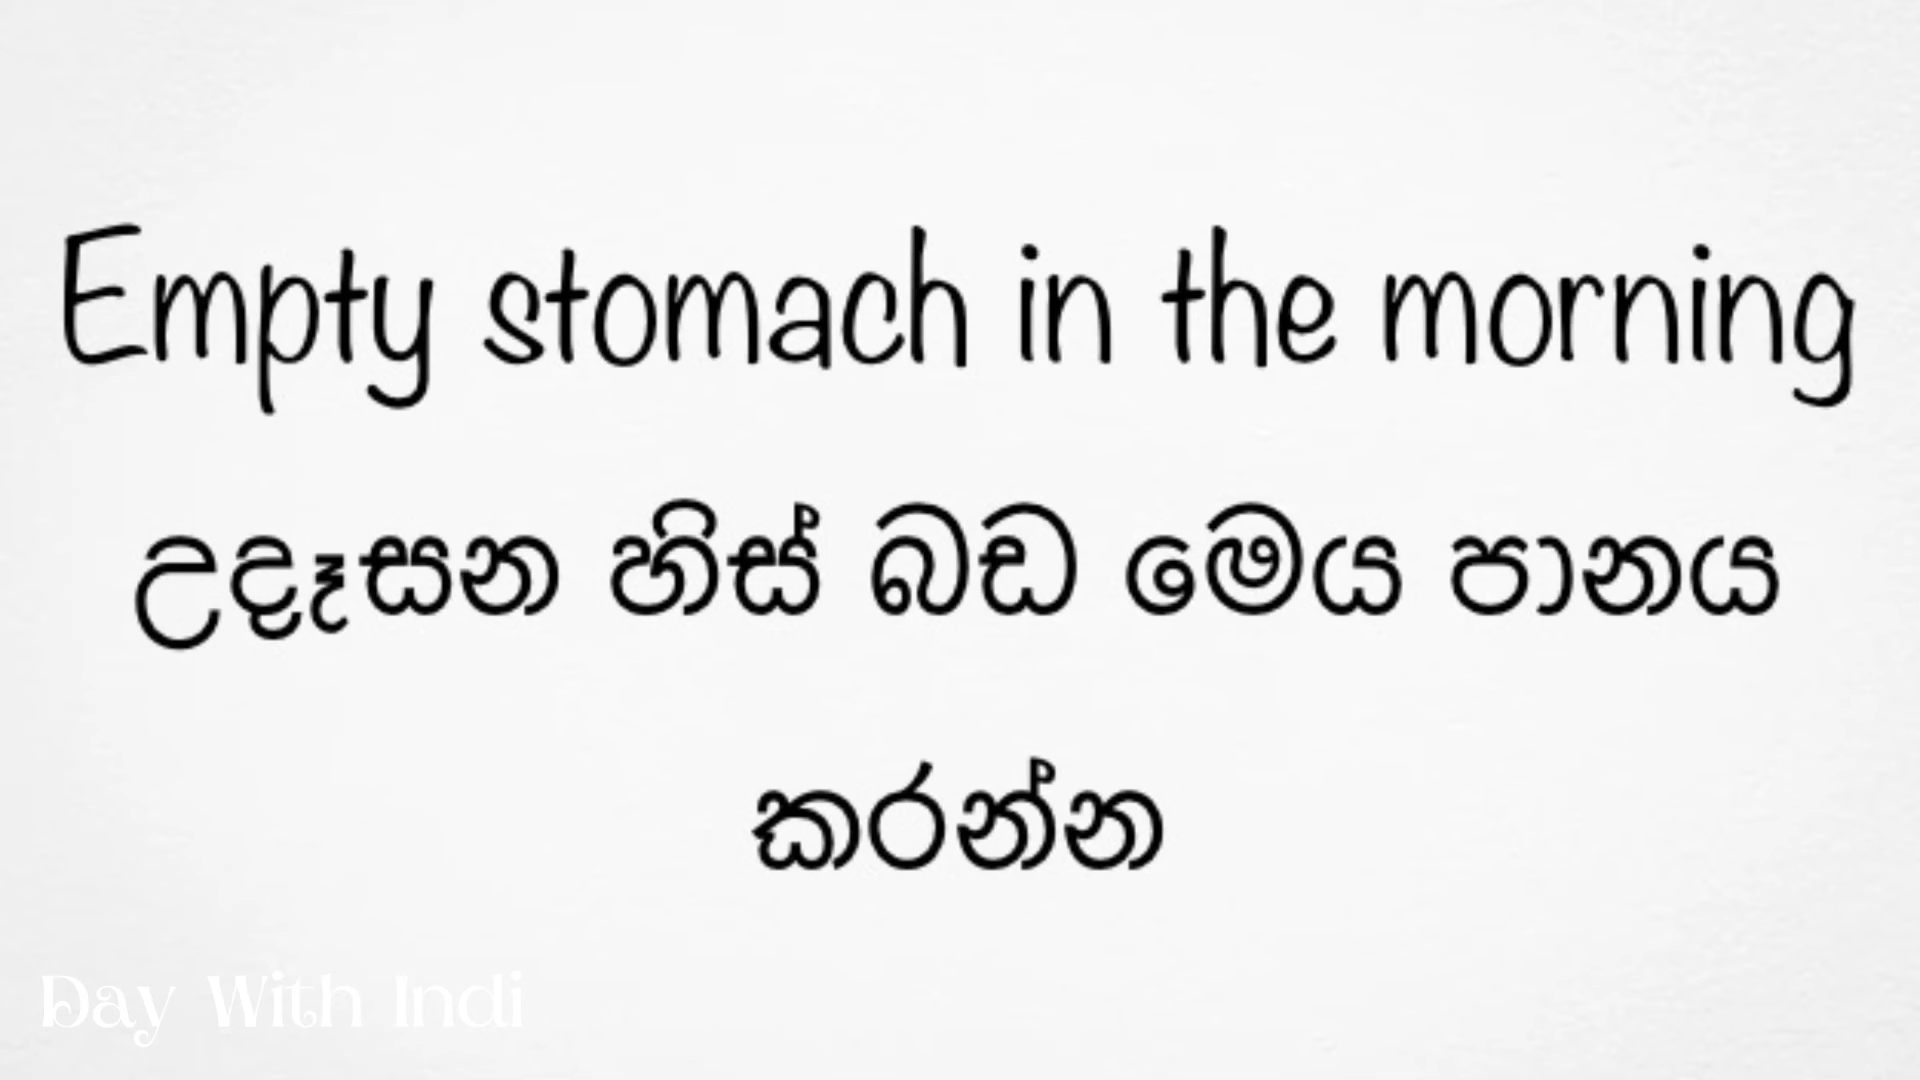 Empty stomach in the morning
උදෑසන හිස් බඩ මෙය පානය
කරන්න
Day With Indi